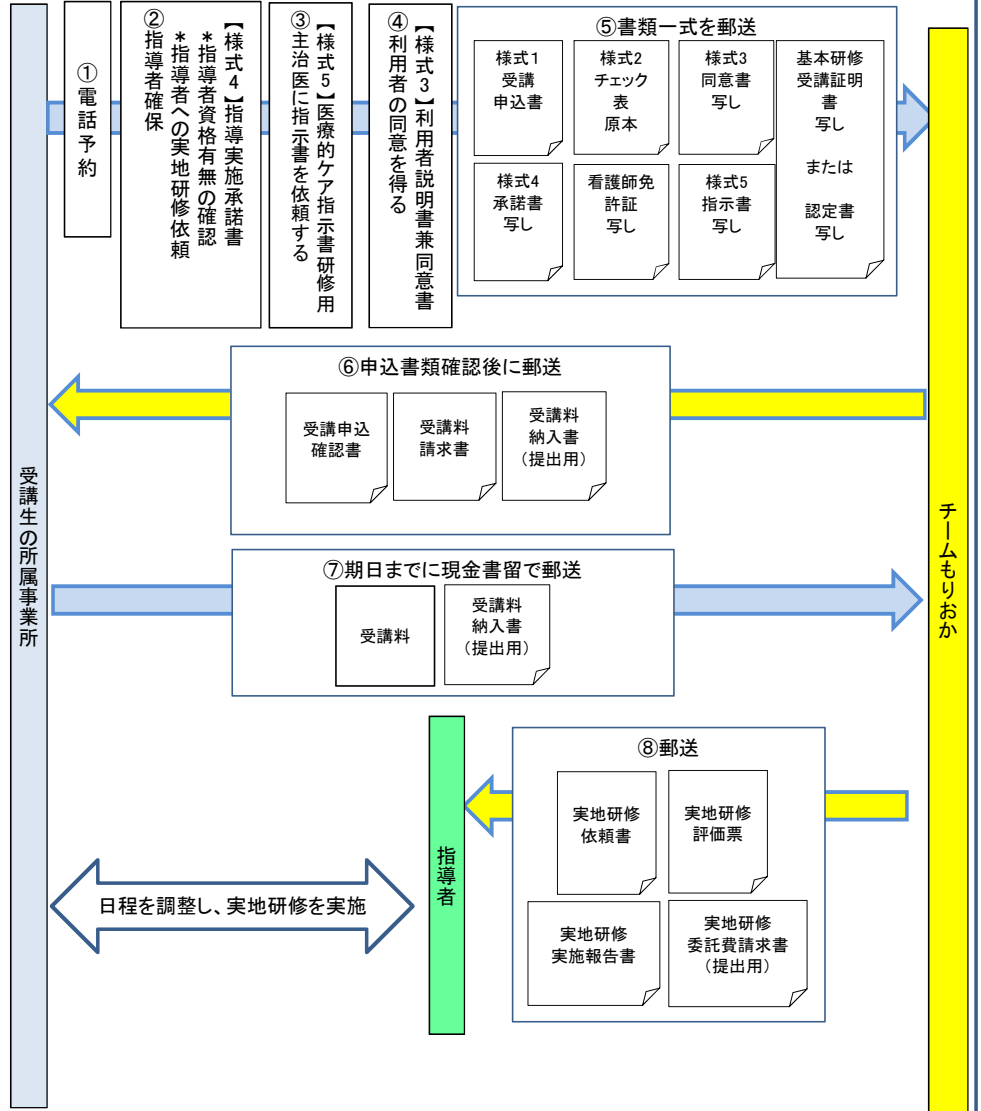 ①電話予約
②指導者確保
＊指導者への実地研修依頼
＊指導者資格有無の確認
【様式４】指導実施承諾書
③主治医に指示書を依頼する
【様式５】医療的ケア指示書研修用
④利用者の同意を得る
【様式３】利用者説明書兼同意書
⑤書類一式を郵送
様式1
受講
申込書
様式2
チェック
表
原本
様式3
同意書
写し
基本研修
受講証明
書
写し
または
認定書
写し
様式4
承諾書
写し
看護師免
許証
写し
様式5
指示書
写し
⑥申込書類確認後に郵送
受講申込
確認書
受講料
請求書
受講料
納入書
（提出用）
受講生の所属事業所
チームもりおか
⑦期日までに現金書留で郵送
受講料
受講料
納入書
（提出用）
⑧郵送
実地研修
依頼書
実地研修
評価票
指導者
日程を調整し、実地研修を実施
実地研修
実施報告書
実地研修
委託費請求書
（提出用）